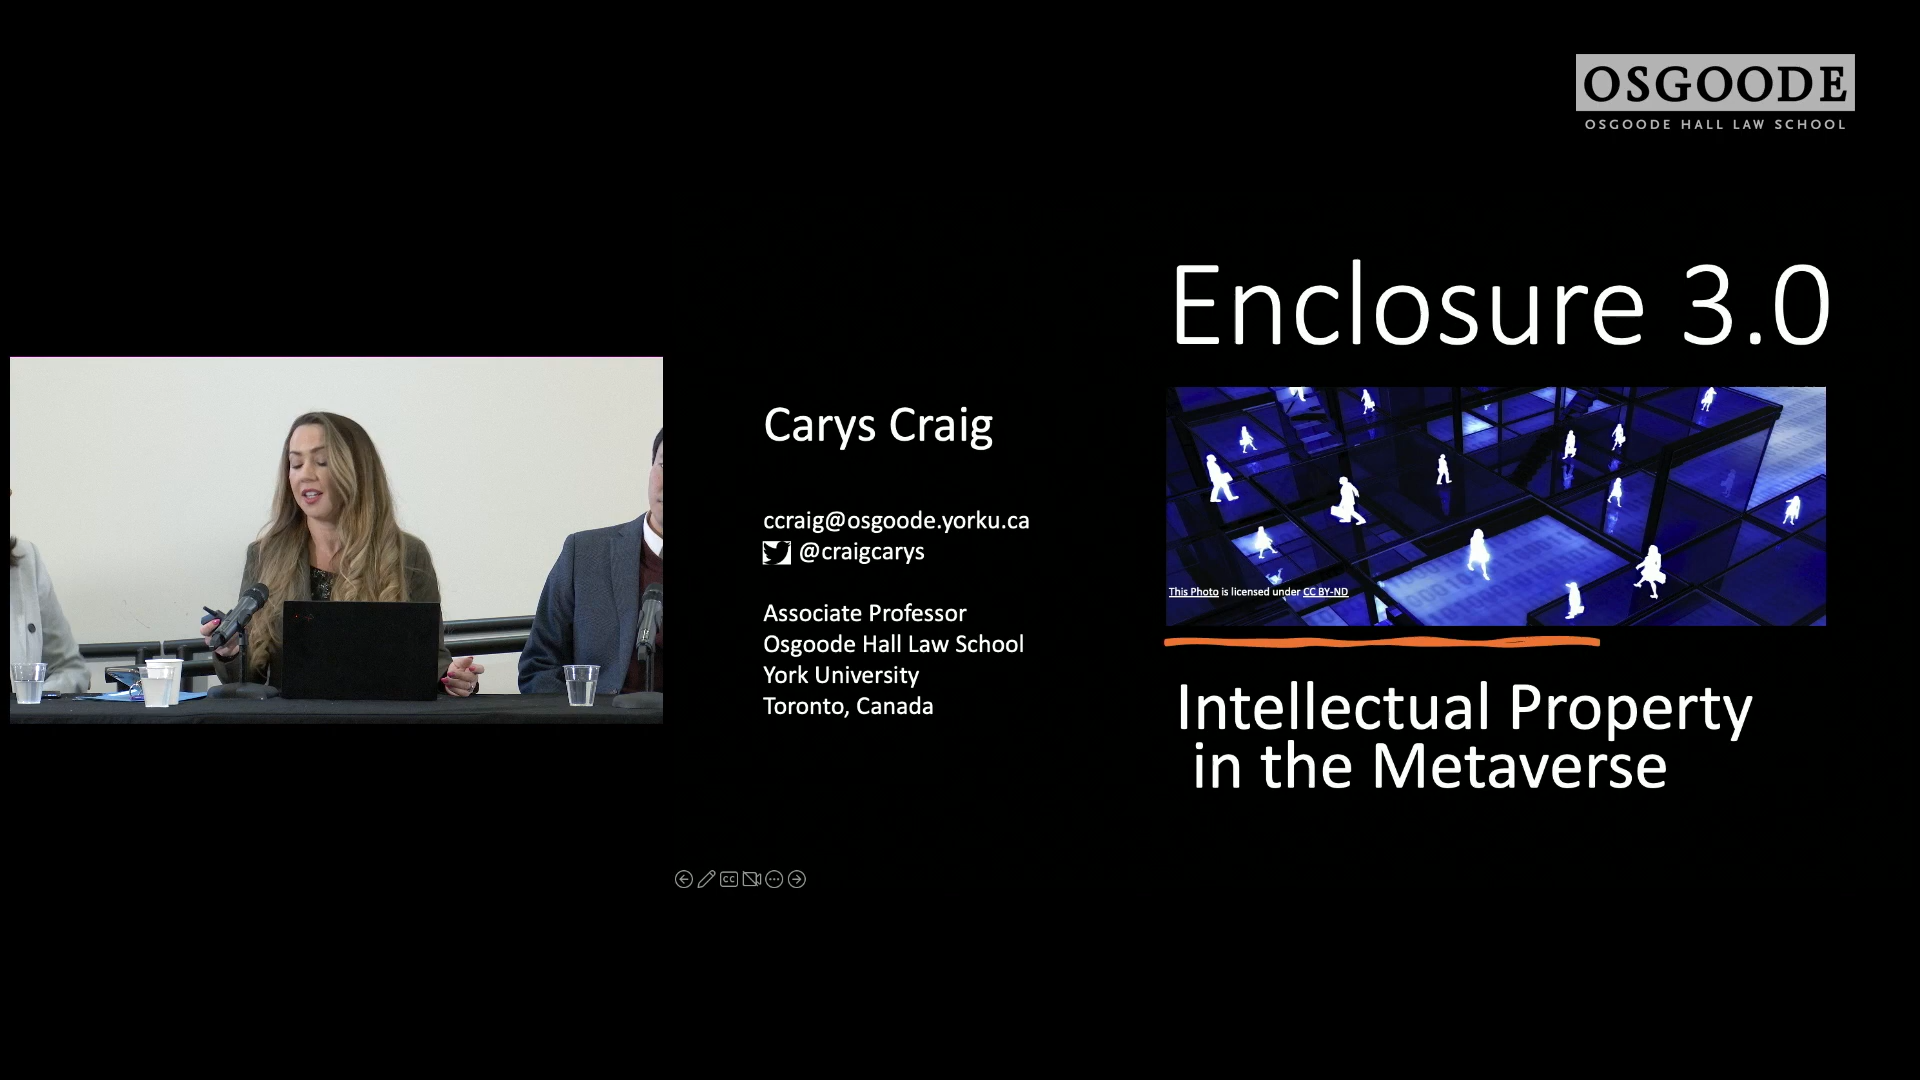 OSGOODE
OSGOODE HALL LAW SCHOOL
Enclosure 3.0
Carys Craig
ccraig@osgoode.yorku.ca
@craigcarys
Associate Professor
Osgoode Hall Law School
York University
Toronto, Canada
This Photo is licensed under CC BY-ND
Intellectual Property
in the Metaverse
CC